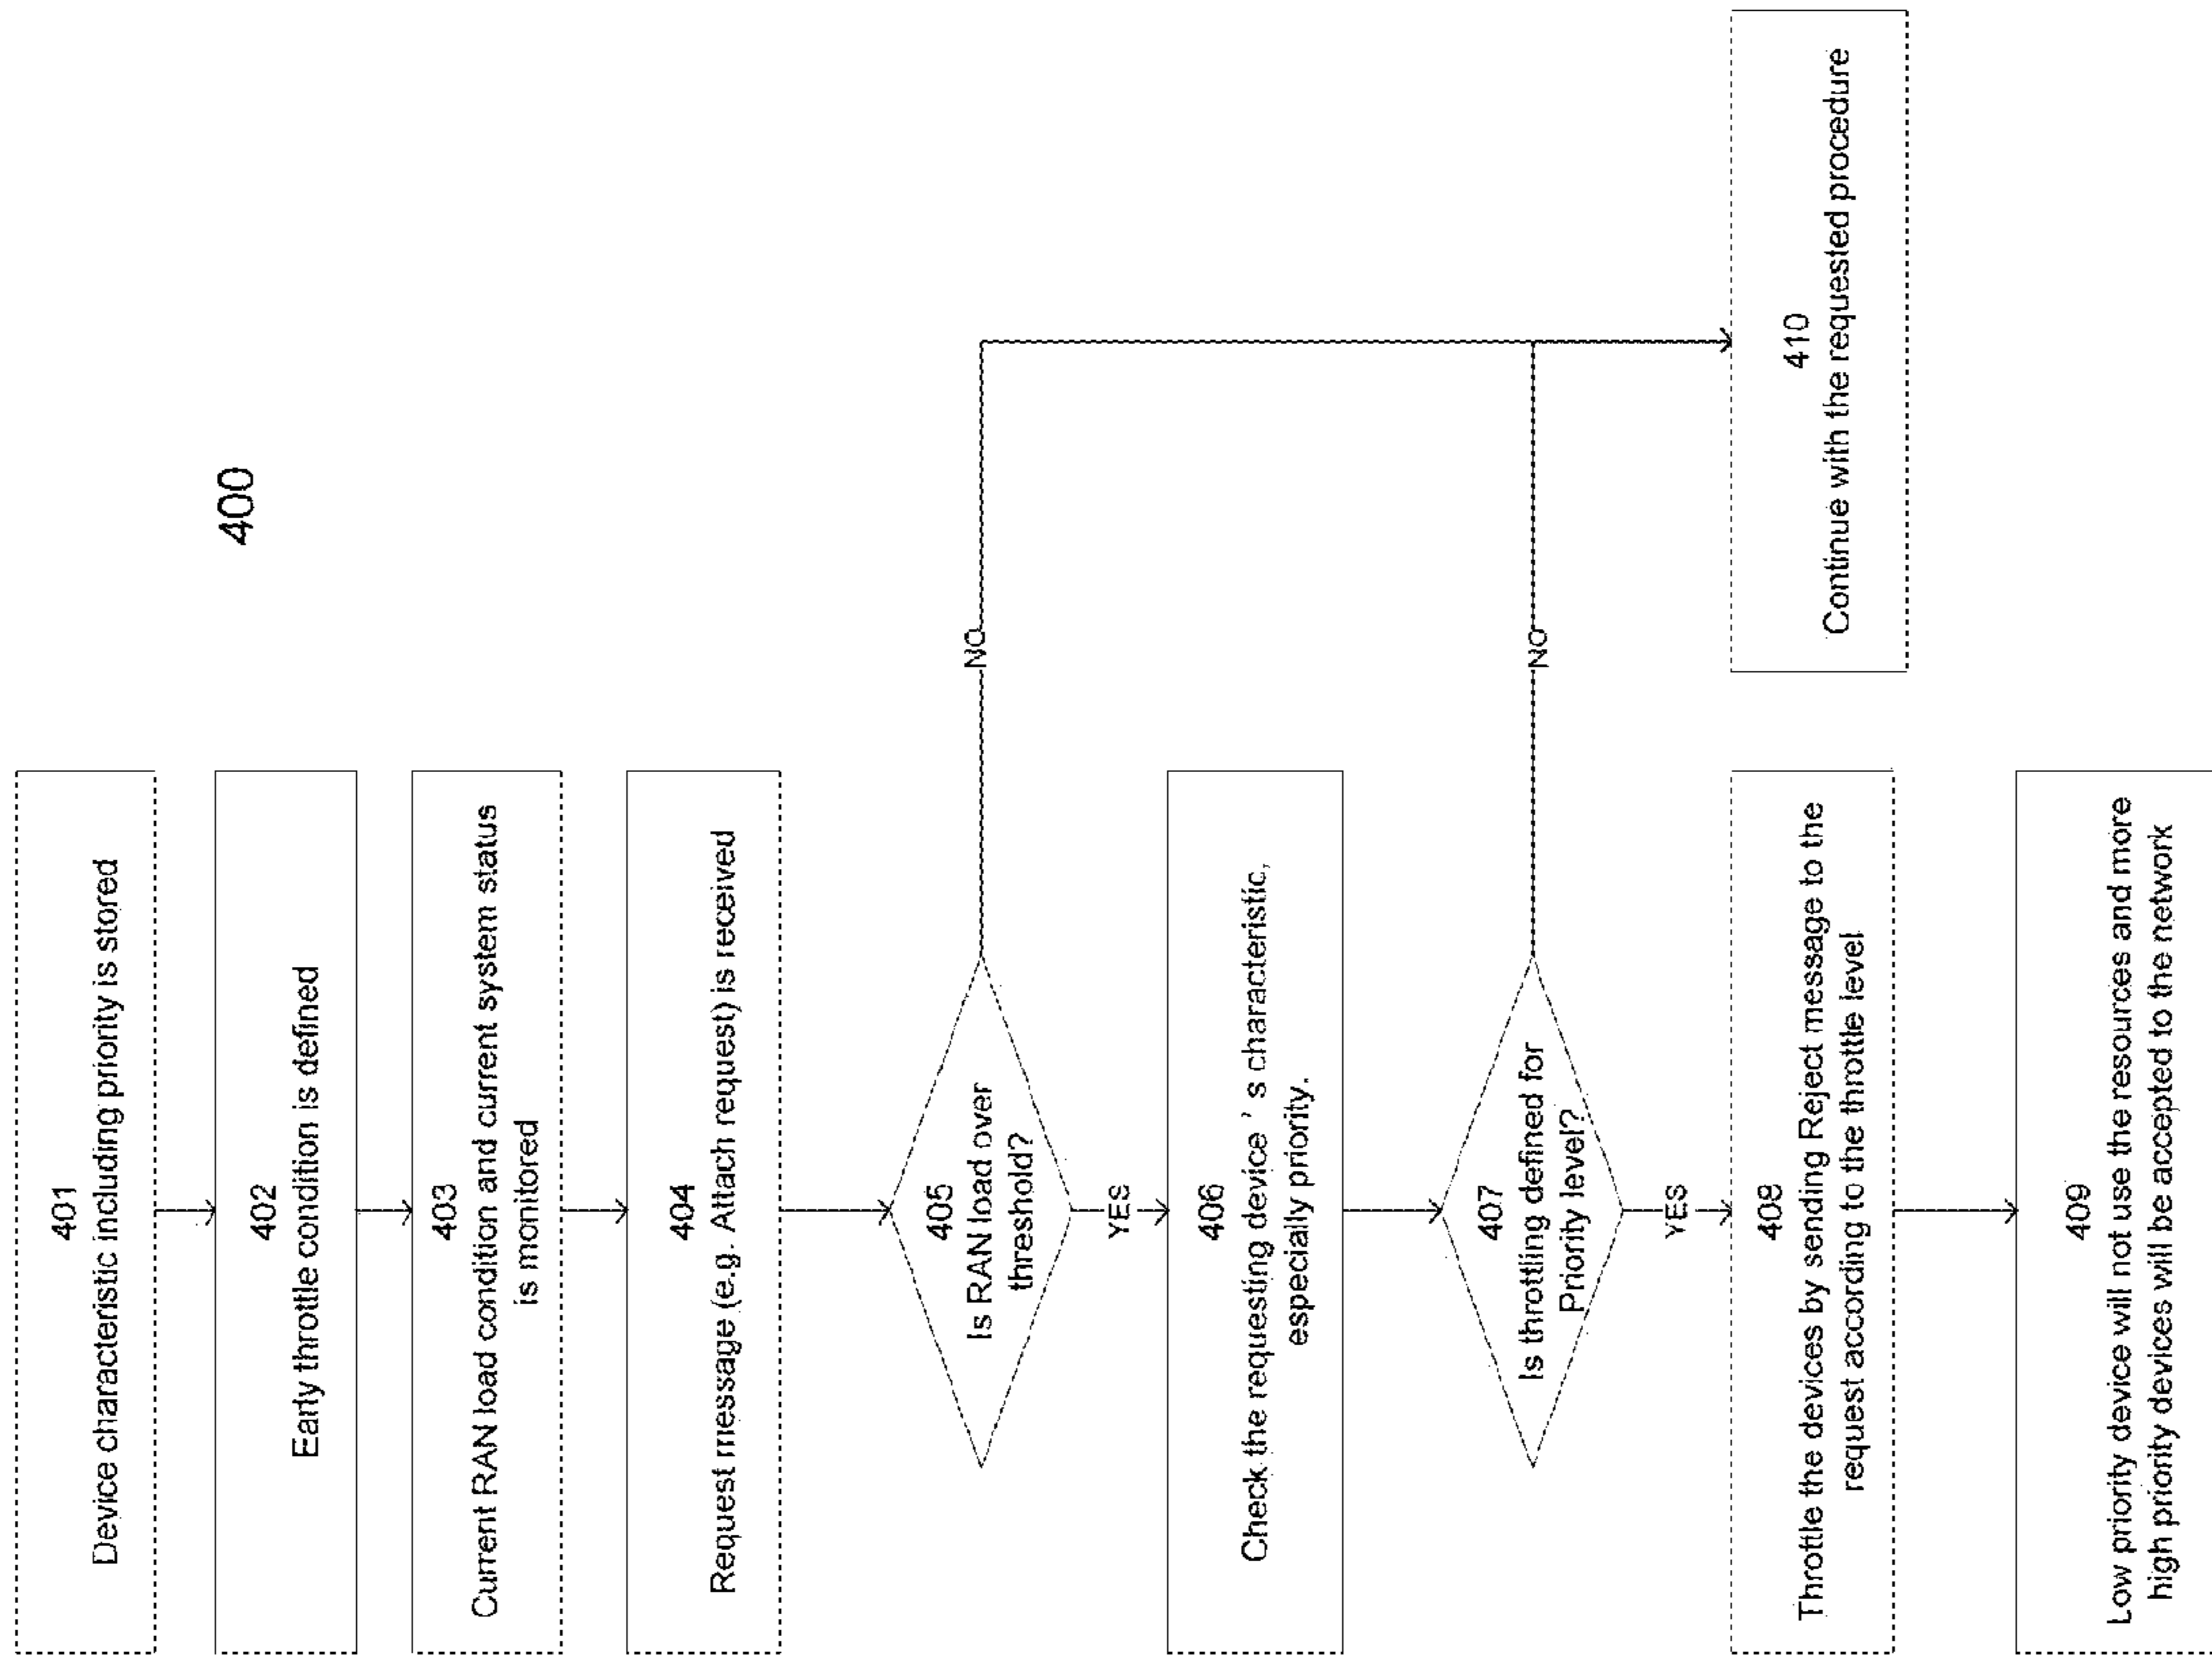 400
401
Device characteristic including priority is stored
402
Early throttle condition is defined
403
Current RAN load condition and current system status
is monitored
404
Request message (e.g. Attach request) is received
405
Is RAN load over
threshold?
NO
YES
406
Check the requesting device ' s characteristic,
especially priority.
407
Is throttling defined for
Priority level?
NO
YES
408
Throttle the devices by sending Reject message to the
request according to the throttle level
409
Low priority device will not use the resources and more
high priority devices will be accepted to the network
410
Continue with the requested procedure